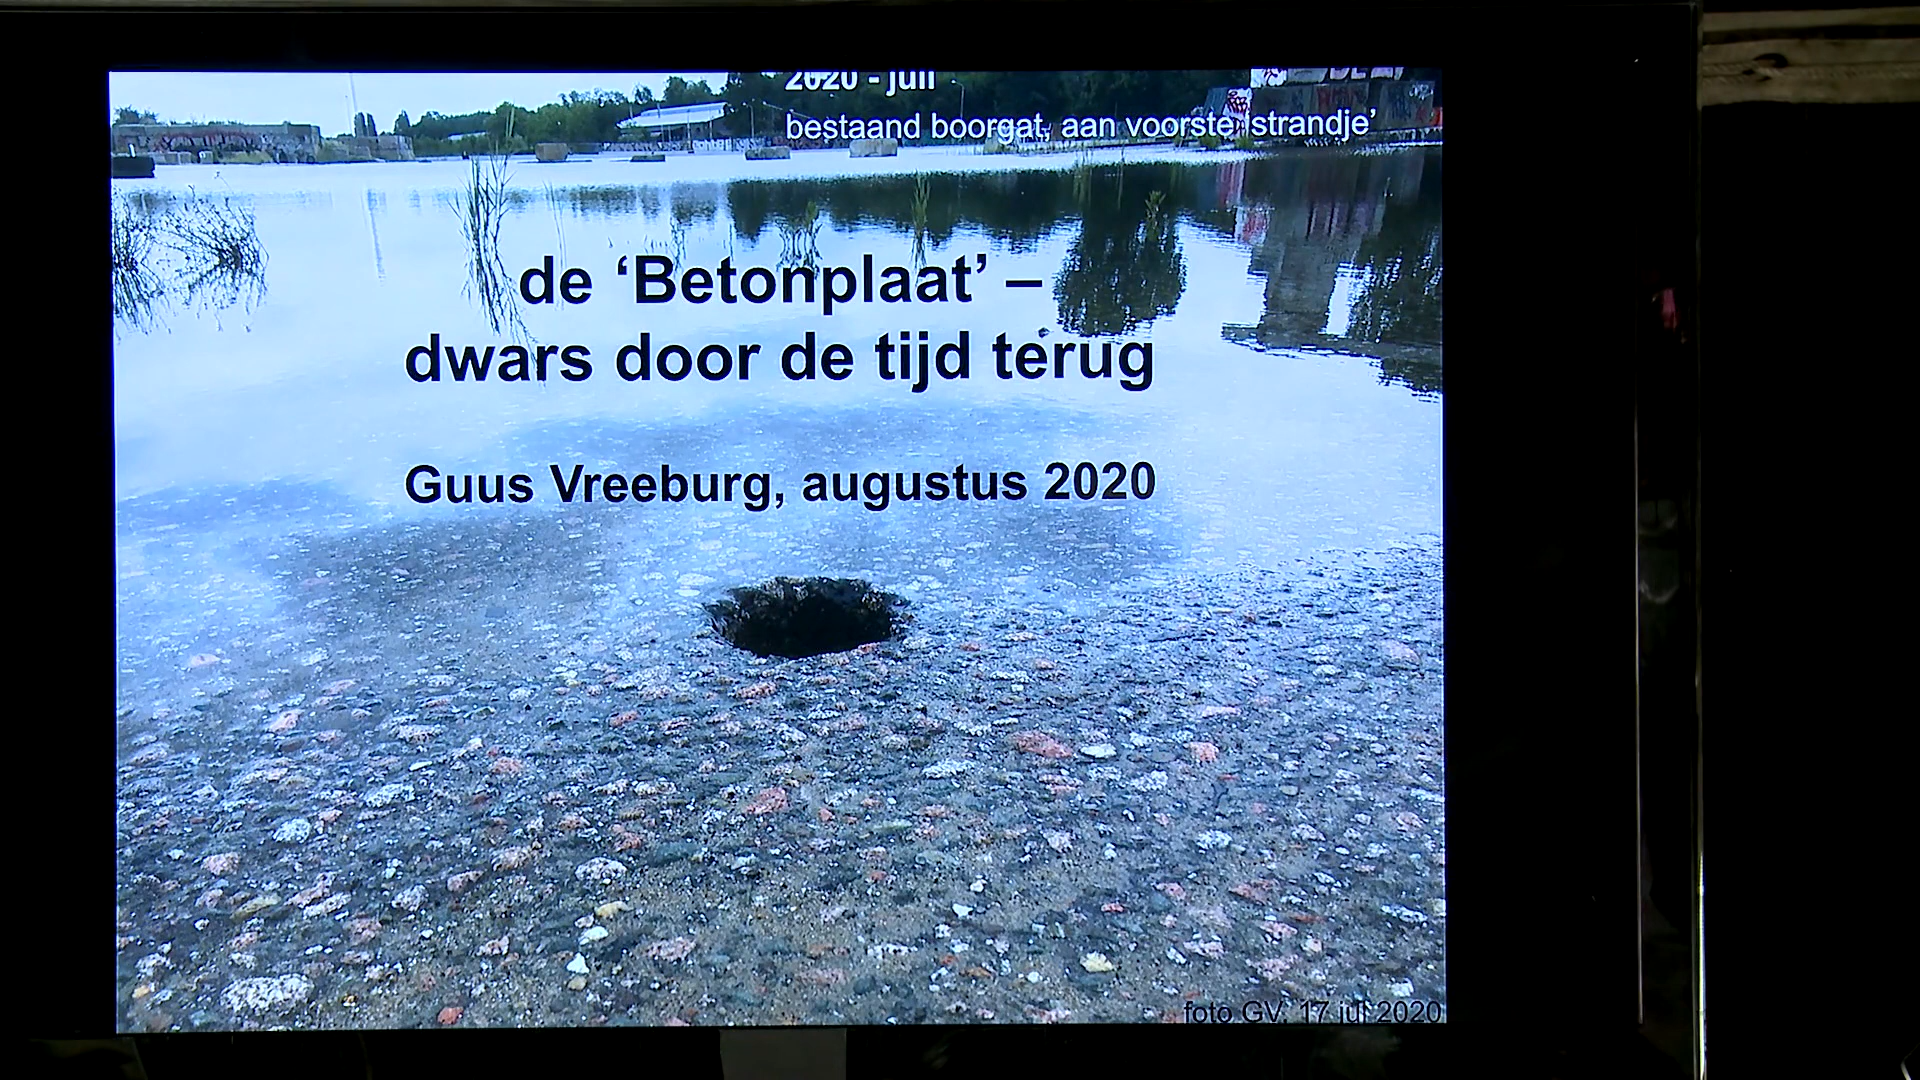 2020 - juli
bestaand boorgat, aan voorste 'strandje’
de ‘Betonplaat’ –
dwars door de tijd terug
Guus Vreeburg, augustus 2020
foto GV, 17 jul 2020